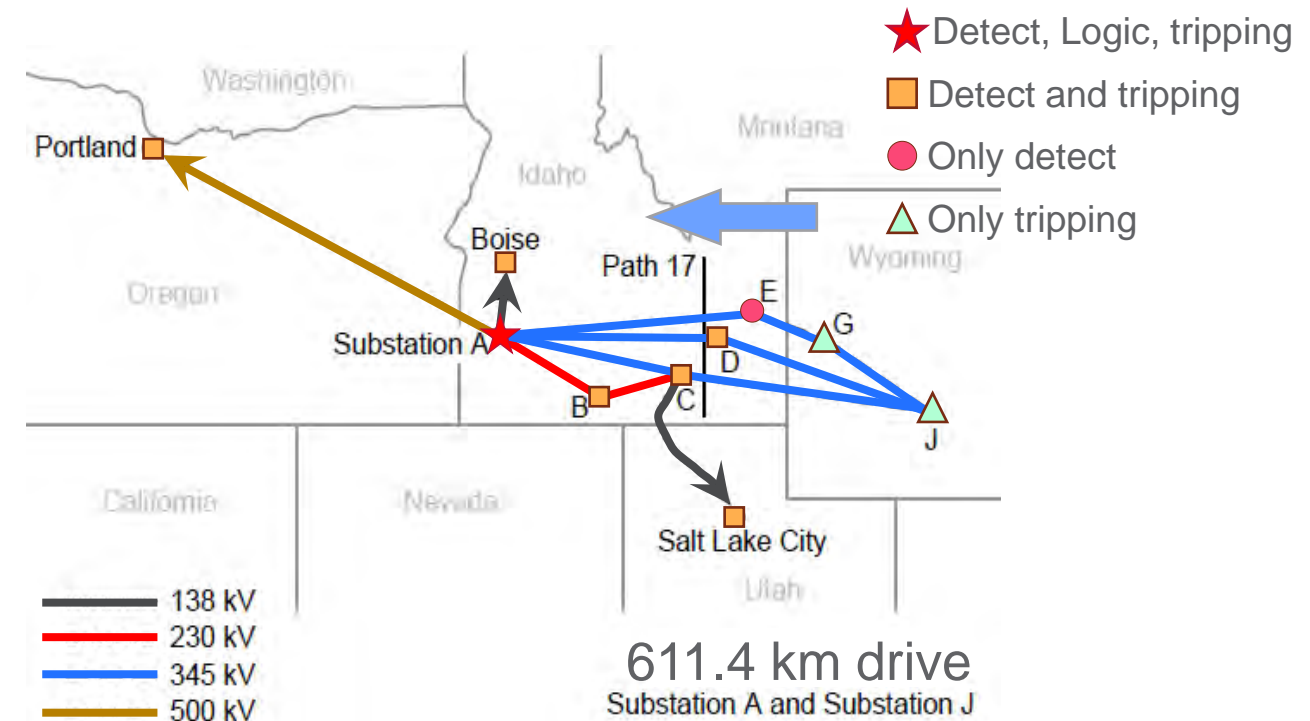 Detect, Logic, tripping
Washington
Detect and tripping
Montana
Portland
Only detect
Idaho
Only tripping
Boise
Wyoming
Path 17
E
Oregon
G
Substation A
D
B
C
J
California
Nevada
Salt Lake City
Utah
138 kV
230 kV
611.4 km drive
345 kV
Substation A and Substation J
500 kV